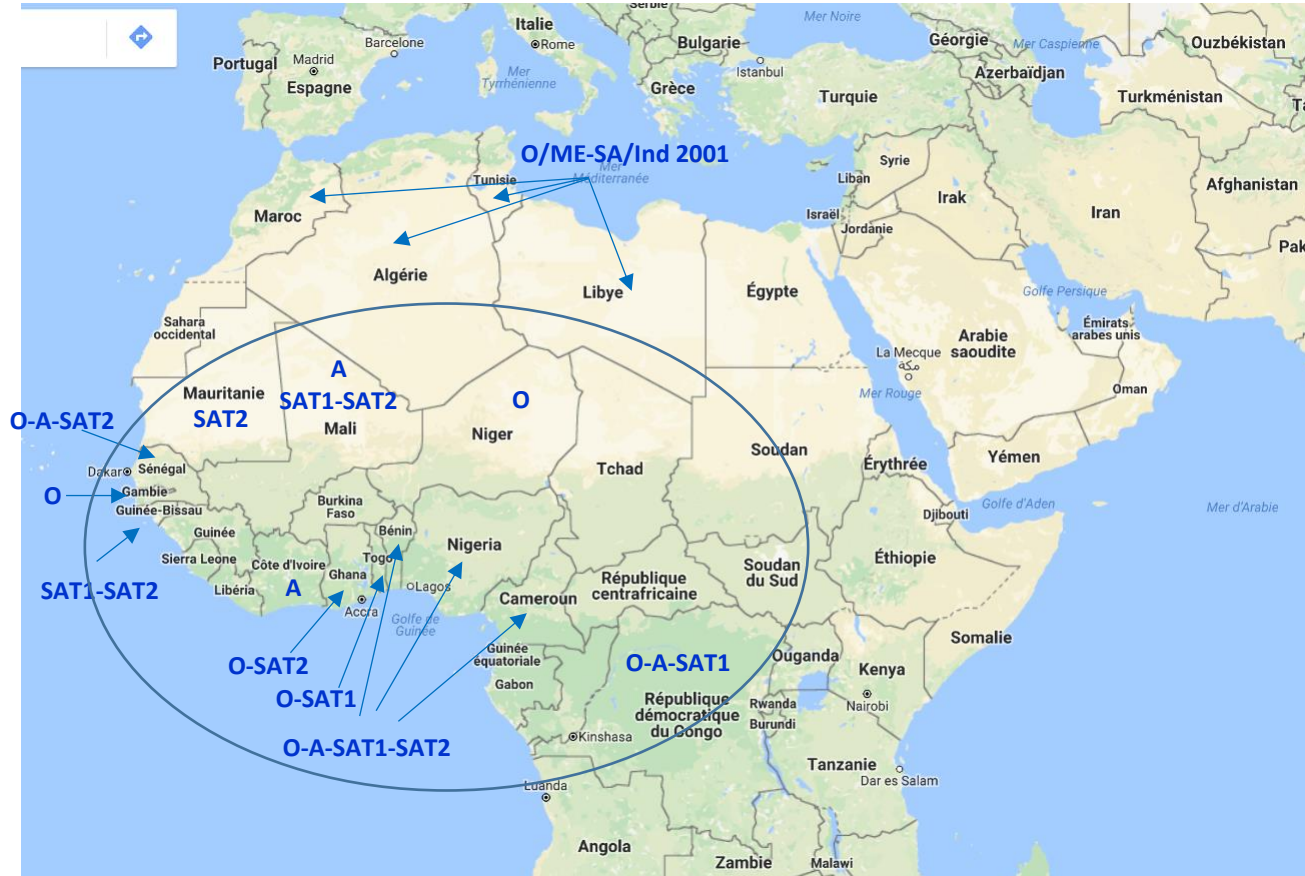 Serbie
Italie
Rome
Barcelone
Portugal
Madrid
Espagne
Mer
Tyrrhénienne
Bulgarie
Mer Noire
Géorgie
Mer Caspienne
Ouzbékistan
Istanbul
Azerbaïdjan
Grèce
Turquie
Turkménistan
O/ME-SA/Ind 2001
Mer
Méditerranée
Tunisie
Syrie
Liban
Irak
Afghanistan
Maroc
Israël
Jordanie
Iran
Pak
Algérie
Libye
Égypte
Golfe Persique
Sahara
occidental
Émirats
arabes unis
Arabie
saoudite
La Mecque
مكة
A
SAT1-SAT2
Mali
Mauritanie
SAT2
O
Niger
Mer Rouge
Oman
O-A-SAT2
Tchad
Soudan
Érythrée
Yémen
Dakar
Sénégal
O
Gambie
Guinée-Bissau
Burkina
Faso
Golfe d'Aden
Mer d'Arabie
Djibouti
Guinée
Bénin
Nigeria
Sierra Leone
Côte d'Ivoire
Togo
Ghana
Lagos
Éthiopie
Soudan
du Sud
SAT1-SAT2
Libéria
A
Accra
République
centrafricaine
Cameroun
Golfe de
Guinée
Somalie
O-SAT2
Guinée
équatoriale
O-A-SAT1
Ouganda
Kenya
O-SAT1
Gabon
République
démocratique
du Congo
Rwanda
Burundi
Nairobi
O-A-SAT1-SAT2
Kinshasa
Tanzanie
Dar es Salam
Luanda
Angola
Zambie
Malawi